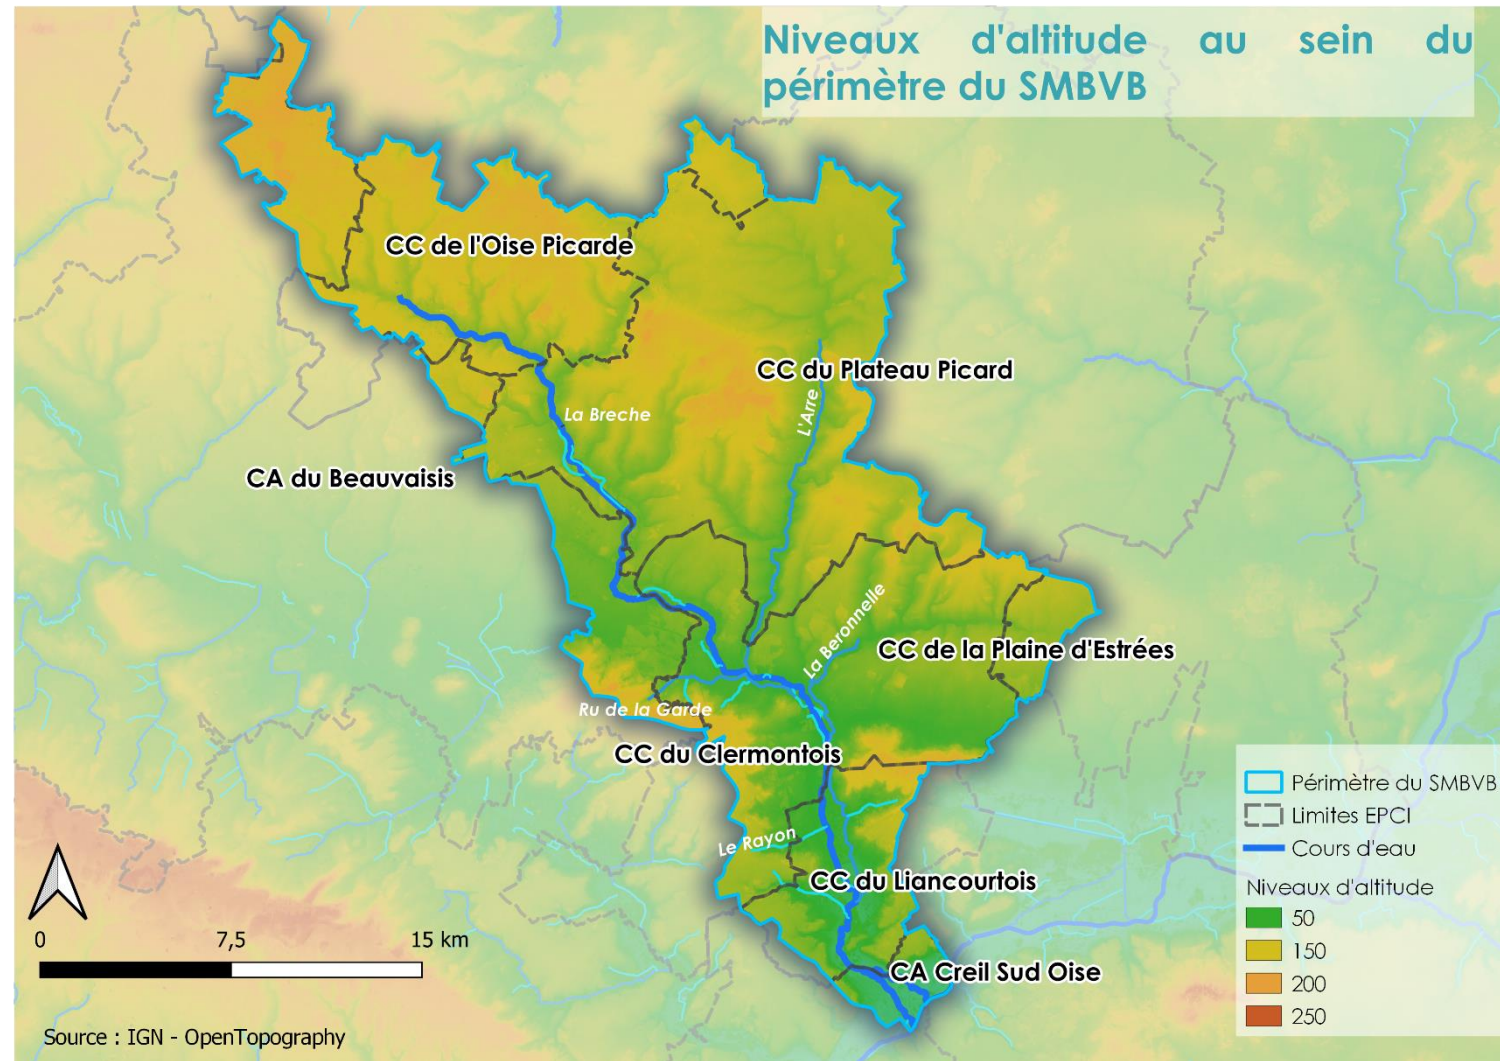 Niveaux d'altitude au sein du
périmètre du SMBVB
CC de l'Oise Picarde
CC du Plateau Picard
La Breche
L'Arre
CA du Beauvaisis
La Beronnelle
CC de la Plaine d'Estrées
Ru de la Garde
CC du Clermontois
Le Rayon
CC du Liancourtois
CA Creil Sud Oise
Périmètre du SMBVB
Limites EPCI
Cours d'eau
Niveaux d'altitude
50
150
200
250
0 7,5 15 km
Source : IGN - OpenTopography